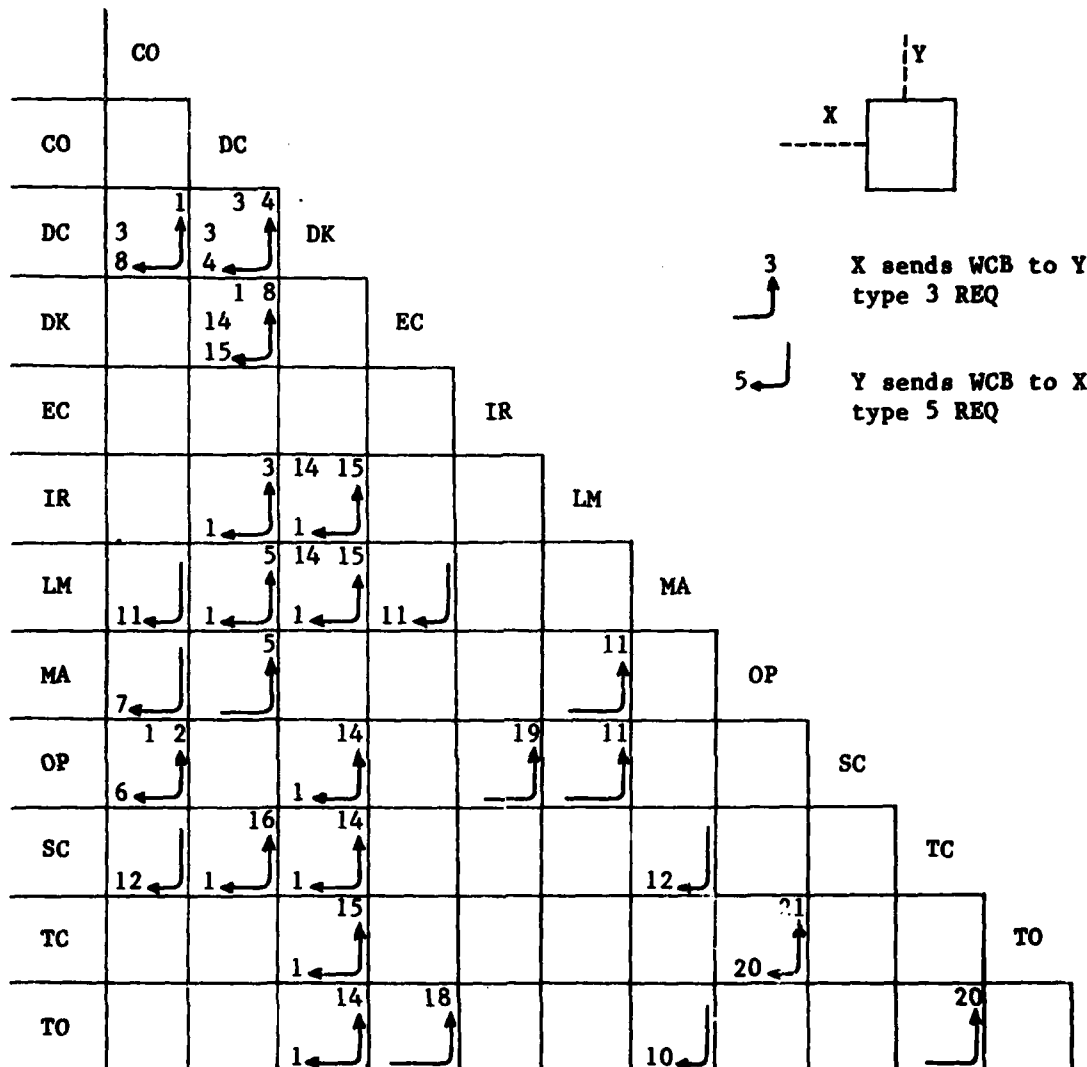 CO
Y
X
CO DC
1 3 4
DC 3 3 DK
8 4
3 X sends WCB to Y
type 3 REQ
1 8
DK 14 EC
15
5 Y sends WCB to X
type 5 REQ
EC IR
3 14 15
IR LM
1 1
5 14 15
LM MA
11 1 1 11
5 11
MA OP
7
1 2 14 19 11
OP SC
6 1
16 14
SC TC
12 1 1 12
15 21
TC TO
1 20
14 18 20
TO
1 10